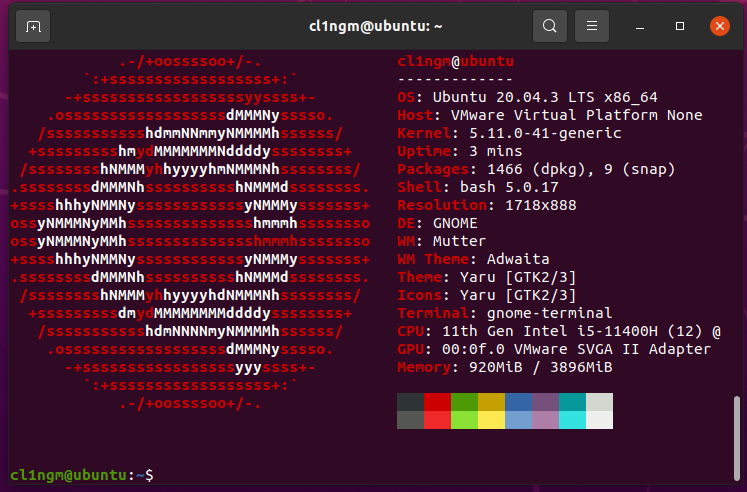 cl1ngm@ubuntu: ~
            .-/+oossssoo+/-.               cl1ngm@ubuntu
        `:+ssssssssssssssssss+:`           -------------
      -+ssssssssssssssssssyyssss+-         OS: Ubuntu 20.04.3 LTS x86_64
    .ossssssssssssssssssdMMMNysssso.       Host: VMware Virtual Platform None
   /ssssssssssshdmmNNmmyNMMMMhssssss/      Kernel: 5.11.0-41-generic
  +ssssssssshmydMMMMMMMNddddyssssssss+     Uptime: 3 mins
 /sssssssshNMMMyhhyyyyhmNMMMNhssssssss/    Packages: 1466 (dpkg), 9 (snap)
.ssssssssdMMMNhsssssssssshNMMMdssssssss.   Shell: bash 5.0.17
+sssshhhyNMMNyssssssssssssyNMMMysssssss+   Resolution: 1718x888
ossyNMMMNyMMhsssssssssssssshmmmhssssssso   DE: GNOME
ossyNMMMNyMMhsssssssssssssshmmmhssssssso   WM: Mutter
+sssshhhyNMMNyssssssssssssyNMMMysssssss+   WM Theme: Adwaita
.ssssssssdMMMNhsssssssssshNMMMdssssssss.   Theme: Yaru [GTK2/3]
 /sssssssshNMMMyhhyyyyhdNMMMNhssssssss/    Icons: Yaru [GTK2/3]
  +sssssssssdmydMMMMMMMMddddyssssssss+     Terminal: gnome-terminal
   /ssssssssssshdmNNNNmyNMMMMhssssss/      CPU: 11th Gen Intel i5-11400H (12) @
    .ossssssssssssssssssdMMMNysssso.       GPU: 00:0f.0 VMware SVGA II Adapter
      -+sssssssssssssssssyyyssss+-         Memory: 920MiB / 3896MiB
        `:+ssssssssssssssssss+:`
            .-/+oossssoo+/-.
cl1ngm@ubuntu:~$